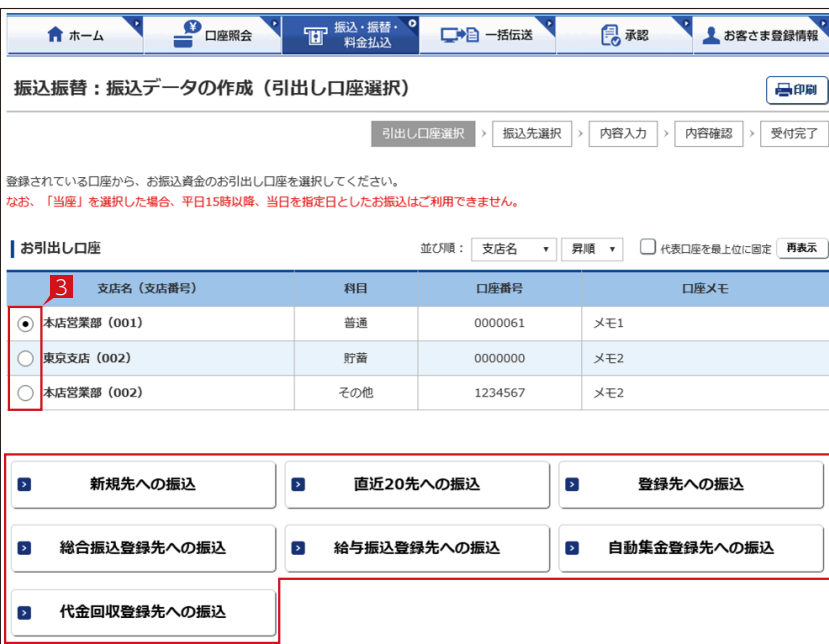 ホーム 口座照会 振込・振替・料金払込 一括伝送 承認 お客さま登録情報
振込振替：振込データの作成（引出し口座選択） 印刷
引出し口座選択 › 振込先選択 › 内容入力 › 内容確認 › 受付完了
登録されている口座から、お振込資金のお引出し口座を選択してください。
なお、「当座」を選択した場合、平日15時以降、当日を指定日としたお振込はご利用できません。
お引出し口座 並び順： 支店名 ▼ 昇順 ▼ 代表口座を最上位に固定 再表示
3
支店名（支店番号） 科目 口座番号 口座メモ
本店営業部（001） 普通 0000061 メモ1
東京支店（002） 貯蓄 0000000 メモ2
本店営業部（002） その他 1234567 メモ2
新規先への振込 直近20先への振込 登録先への振込
総合振込登録先への振込 給与振込登録先への振込 自動集金登録先への振込
代金回収登録先への振込